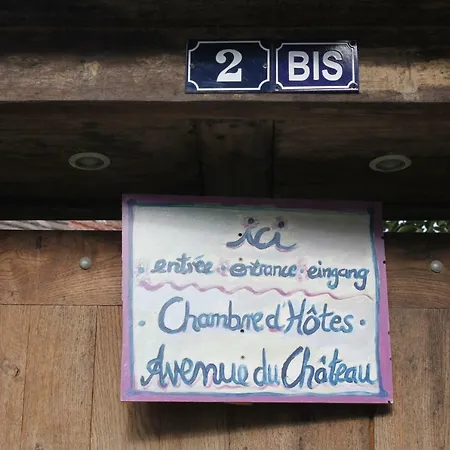 2 BIS
ici
entrée entrance eingang
Chambre d'Hôtes
Avenue du Château